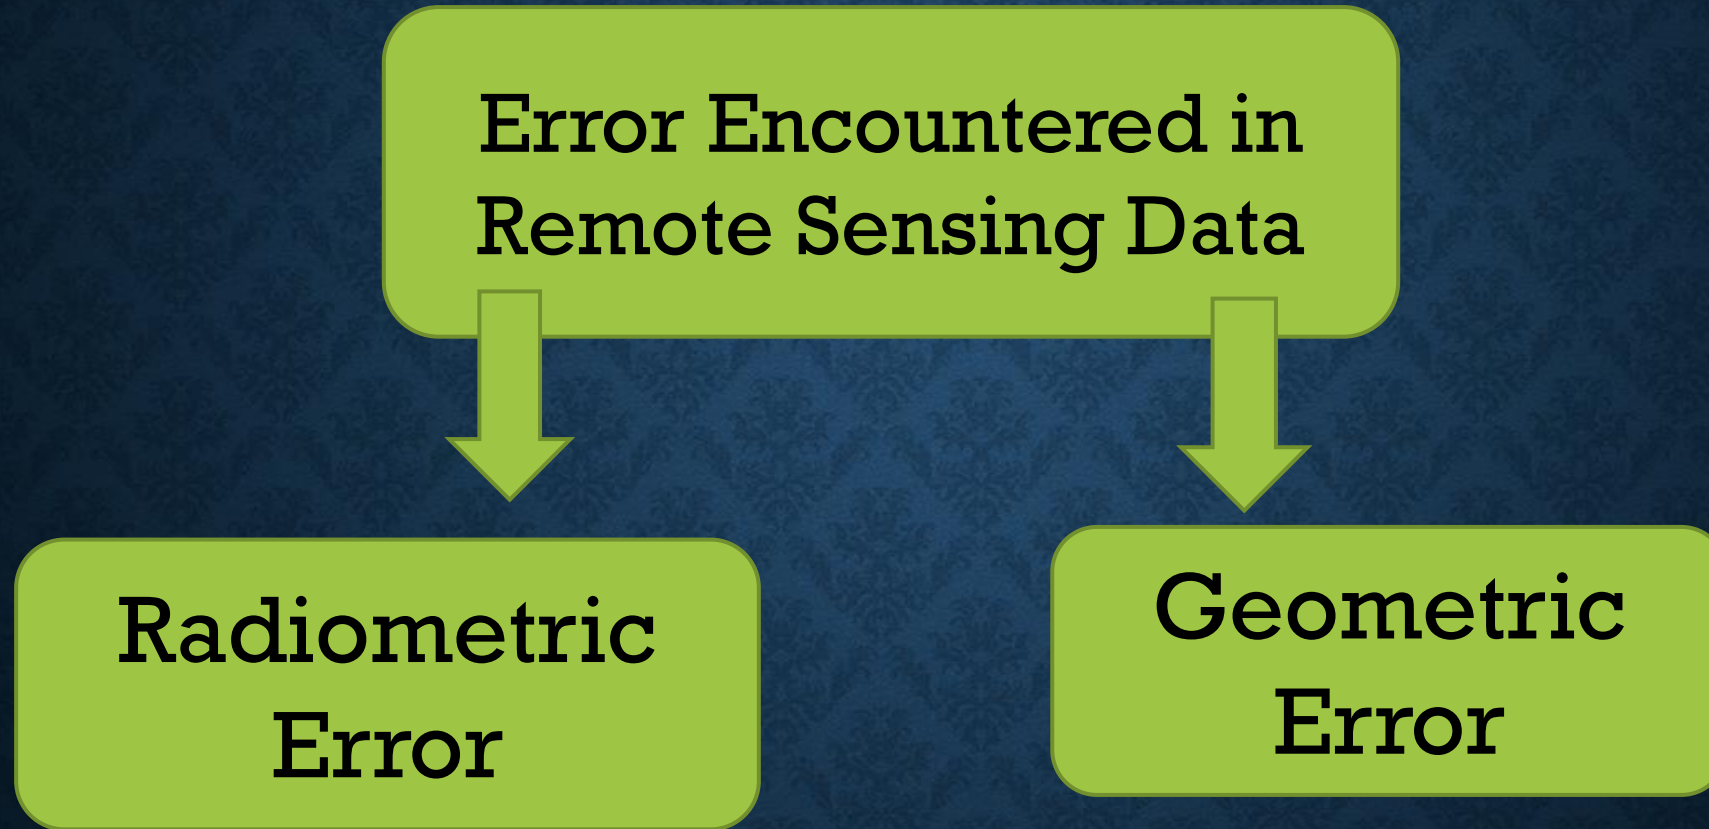 Error Encountered in
Remote Sensing Data
Radiometric
Error
Geometric
Error